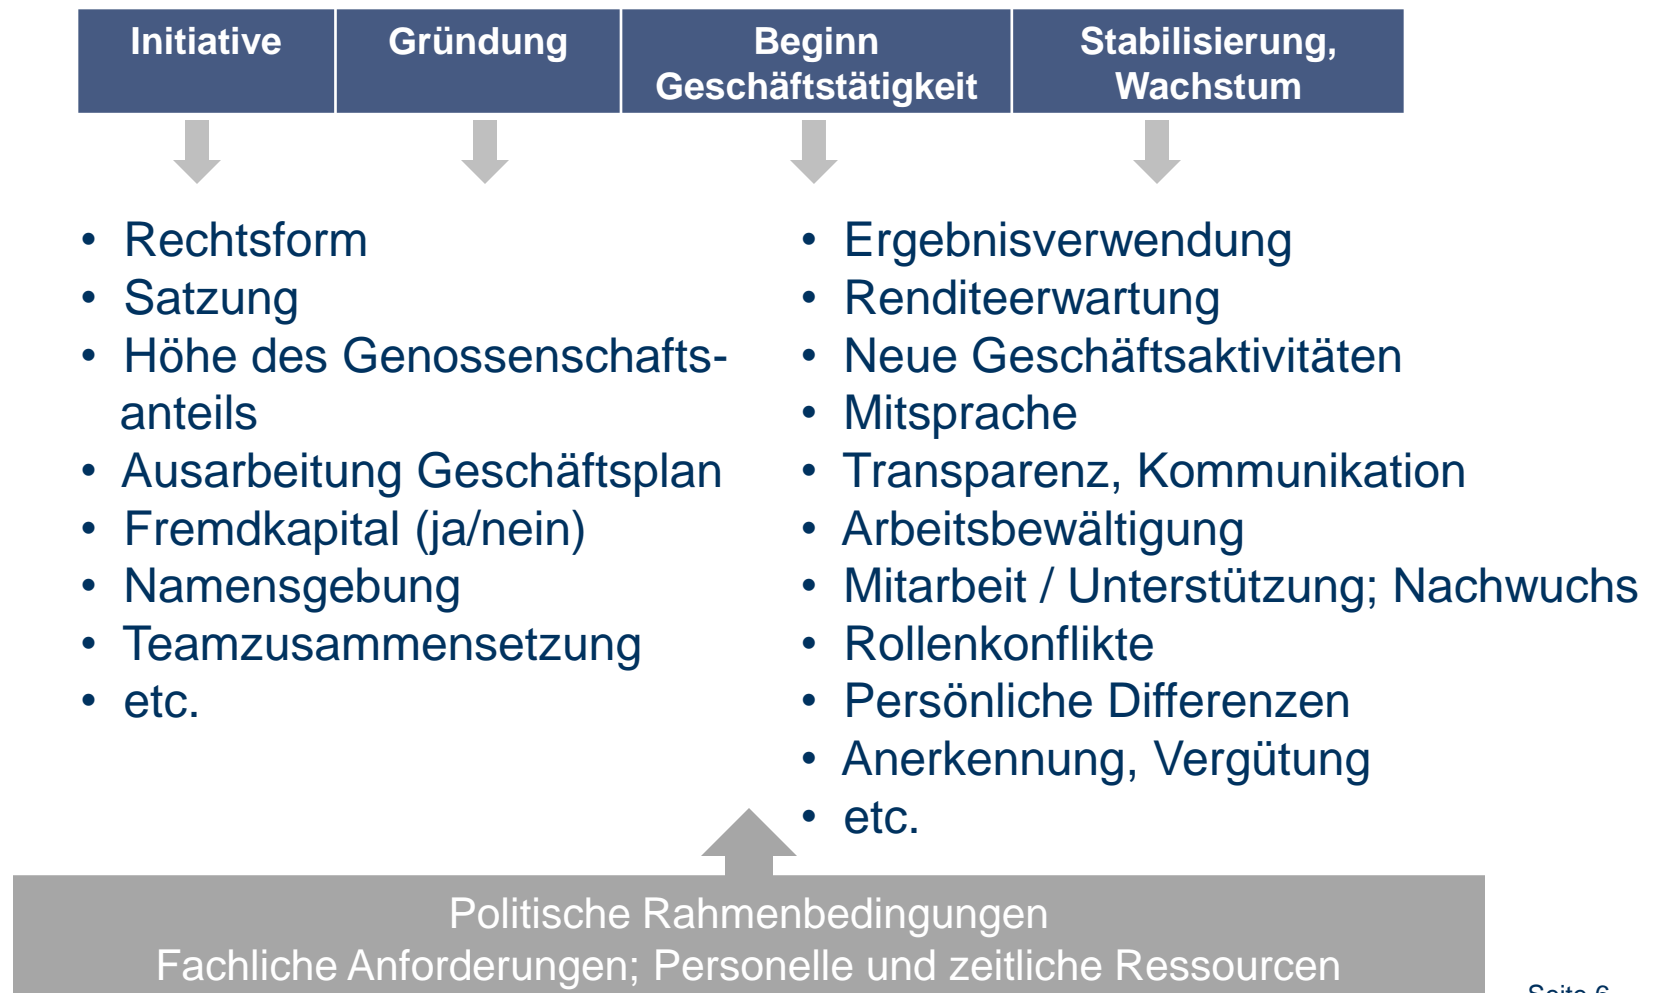 Initiative
Gründung
Beginn
Geschäftstätigkeit
Stabilisierung,
Wachstum
• Rechtsform
• Satzung
• Höhe des Genossenschafts-
anteils
• Ausarbeitung Geschäftsplan
• Fremdkapital (ja/nein)
• Namensgebung
• Teamzusammensetzung
• etc.
• Ergebnisverwendung
• Renditeerwartung
• Neue Geschäftsaktivitäten
• Mitsprache
• Transparenz, Kommunikation
• Arbeitsbewältigung
• Mitarbeit / Unterstützung; Nachwuchs
• Rollenkonflikte
• Persönliche Differenzen
• Anerkennung, Vergütung
• etc.
Politische Rahmenbedingungen
Fachliche Anforderungen; Personelle und zeitliche Ressourcen
Seite 6